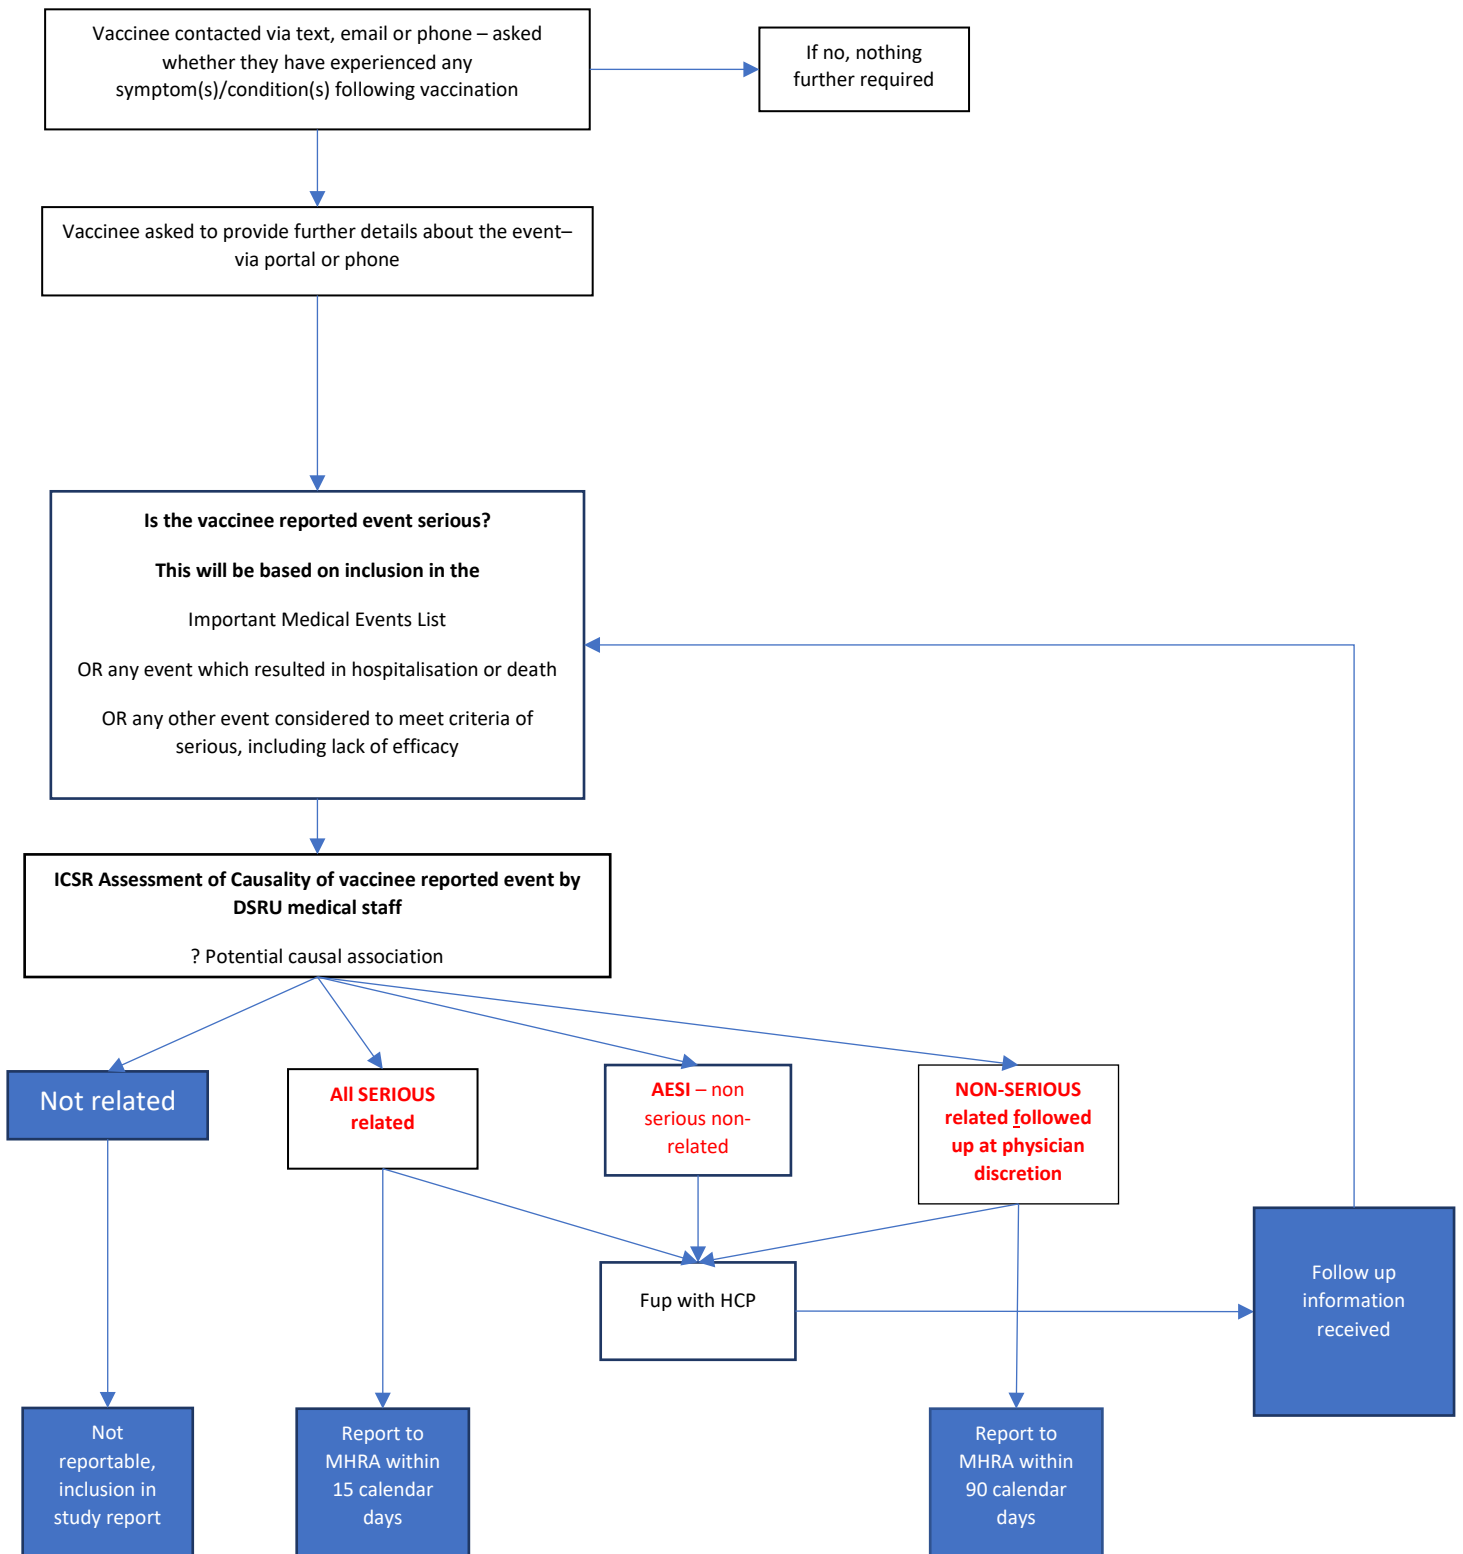 Vaccinee contacted via text, email or phone – asked
whether they have experienced any
symptom(s)/condition(s) following vaccination
If no, nothing
further required
Vaccinee asked to provide further details about the event–
via portal or phone
Is the vaccinee reported event serious?
This will be based on inclusion in the
Important Medical Events List
OR any event which resulted in hospitalisation or death
OR any other event considered to meet criteria of
serious, including lack of efficacy
ICSR Assessment of Causality of vaccinee reported event by
DSRU medical staff
? Potential causal association
Not related
All SERIOUS
related
AESI – non
serious non-
related
NON-SERIOUS
related followed
up at physician
discretion
Fup with HCP
Follow up
information
received
Not
reportable,
inclusion in
study report
Report to
MHRA within
15 calendar
days
Report to
MHRA within
90 calendar
days